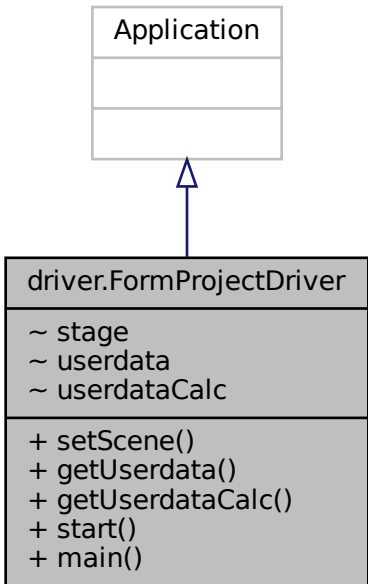 Application
driver.FormProjectDriver
~ stage
~ userdata
~ userdataCalc
+ setScene()
+ getUserdata()
+ getUserdataCalc()
+ start()
+ main()